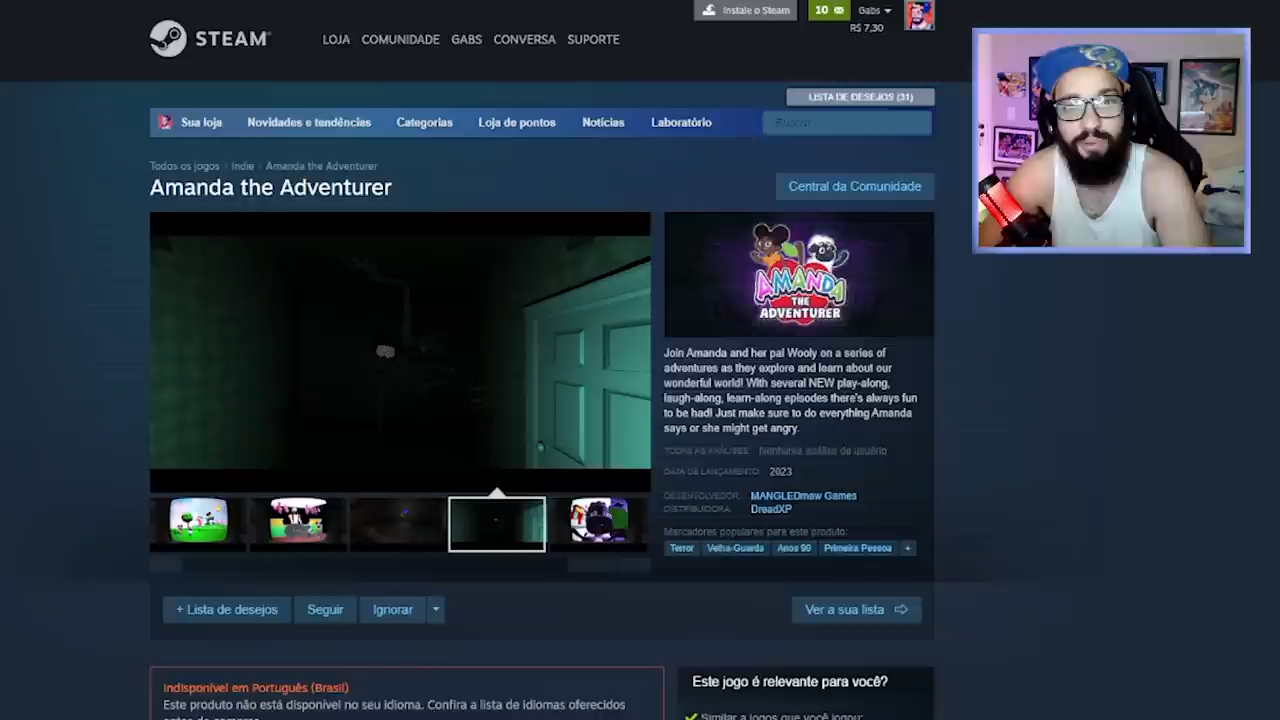 Instale o Steam
10
Gabs
R$ 7,30
STEAM
LOJA COMUNIDADE GABS CONVERSA SUPORTE
LISTA DE DESEJOS (31)
Sua loja Novidades e tendências Categorias Loja de pontos Notícias Laboratório Buscar
Todos os jogos Indie Amanda the Adventurer
Amanda the Adventurer
Central da Comunidade
AMANDA
THE
ADVENTURER
Join Amanda and her pal Wooly on a series of
adventures as they explore and learn about our
wonderful world! With several NEW play-along,
laugh-along, learn-along episodes there's always fun
to be had! Just make sure to do everything Amanda
says or she might get angry.
TODAS AS ANÁLISES: Nenhuma análise de usuário
DATA DE LANÇAMENTO: 2023
DESENVOLVEDOR: MANGLEDmaw Games
DISTRIBUIDORA: DreadXP
Marcadores populares para este produto:
Terror Velha-Guarda Anos 90 Primeira Pessoa +
+ Lista de desejos Seguir Ignorar
Ver a sua lista
Indisponível em Português (Brasil)
Este produto não está disponível no seu idioma. Confira a lista de idiomas oferecidos
antes de comprar.
Este jogo é relevante para você?
Similar a jogos que você jogou: